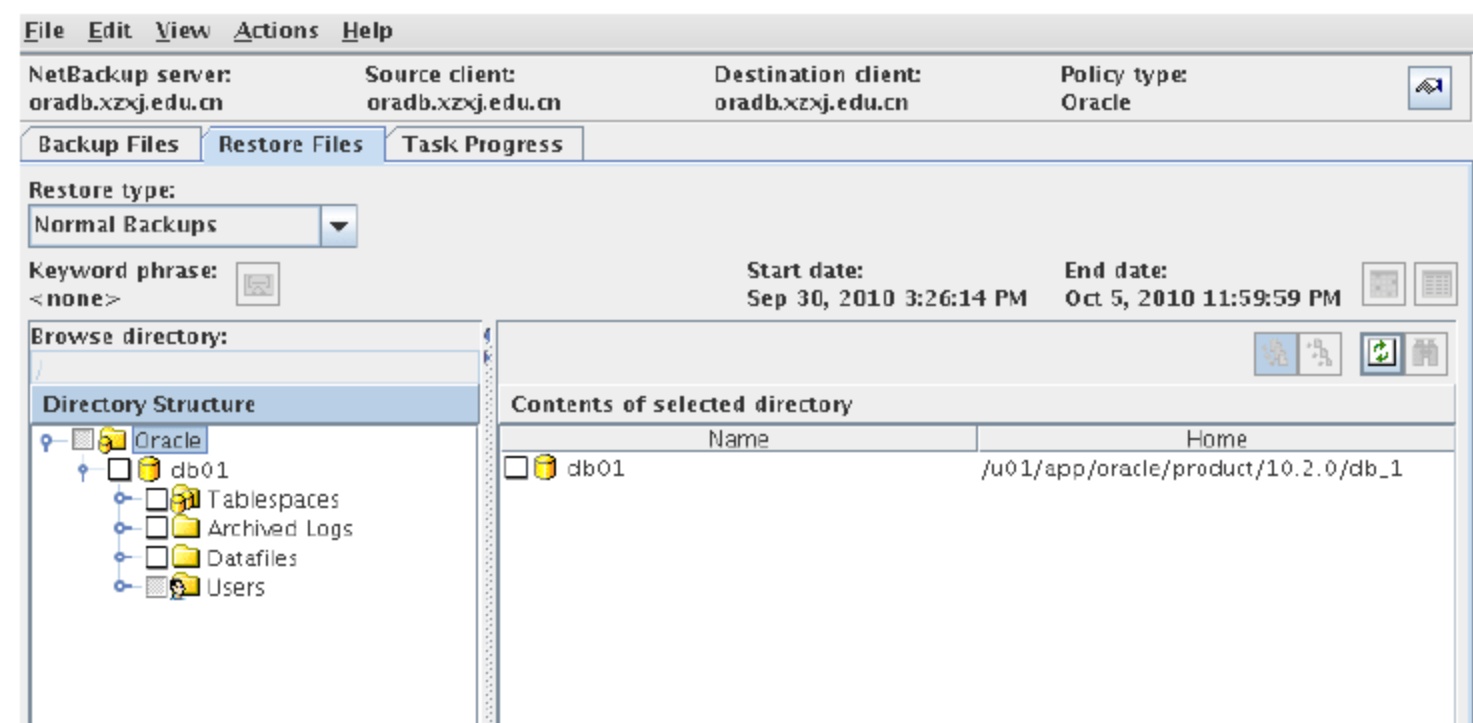 File Edit View Actions Help
NetBackup server: Source client: Destination client: Policy type:
oradb.xzxj.edu.cn oradb.xzxj.edu.cn oradb.xzxj.edu.cn Oracle
Backup Files Restore Files Task Progress
Restore type:
Normal Backups
Keyword phrase: Start date: End date:
<none> Sep 30, 2010 3:26:14 PM Oct 5, 2010 11:59:59 PM
Browse directory:
/
Directory Structure Contents of selected directory
Name Home
Oracle
db01 db01 /u01/app/oracle/product/10.2.0/db_1
Tablespaces
Archived Logs
Datafiles
Users